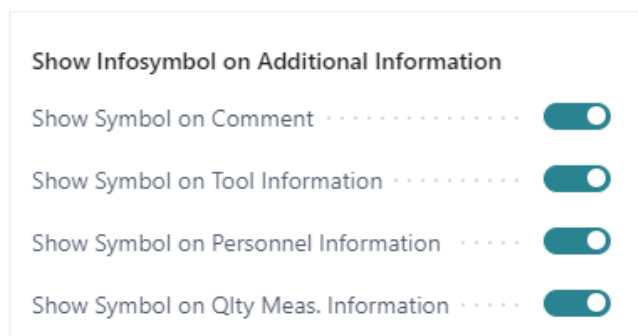 Show Infosymbol on Additional Information
Show Symbol on Comment
Show Symbol on Tool Information
Show Symbol on Personnel Information
Show Symbol on Qlty Meas. Information